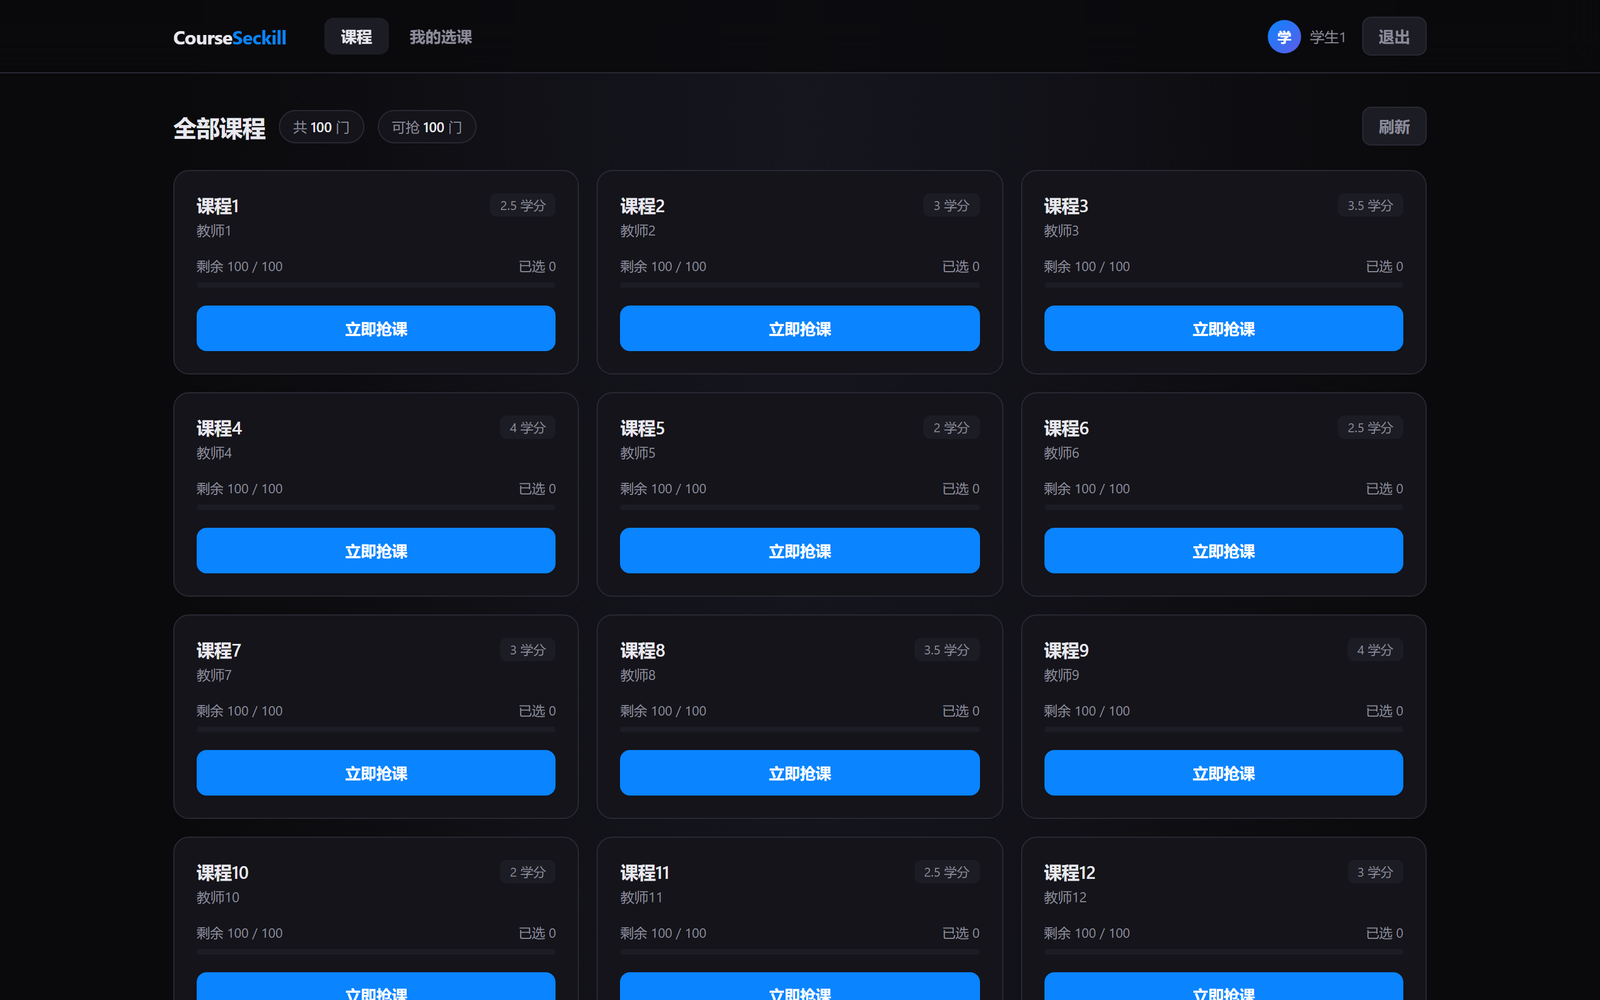 CourseSeckill 课程 我的选课 学 学生1 退出
全部课程 共 100 门 可抢 100 门 刷新
课程1 2.5 学分
教师1
剩余 100 / 100 已选 0
立即抢课
课程2 3 学分
教师2
剩余 100 / 100 已选 0
立即抢课
课程3 3.5 学分
教师3
剩余 100 / 100 已选 0
立即抢课
课程4 4 学分
教师4
剩余 100 / 100 已选 0
立即抢课
课程5 2 学分
教师5
剩余 100 / 100 已选 0
立即抢课
课程6 2.5 学分
教师6
剩余 100 / 100 已选 0
立即抢课
课程7 3 学分
教师7
剩余 100 / 100 已选 0
立即抢课
课程8 3.5 学分
教师8
剩余 100 / 100 已选 0
立即抢课
课程9 4 学分
教师9
剩余 100 / 100 已选 0
立即抢课
课程10 2 学分
教师10
剩余 100 / 100 已选 0
立即抢课
课程11 2.5 学分
教师11
剩余 100 / 100 已选 0
立即抢课
课程12 3 学分
教师12
剩余 100 / 100 已选 0
立即抢课